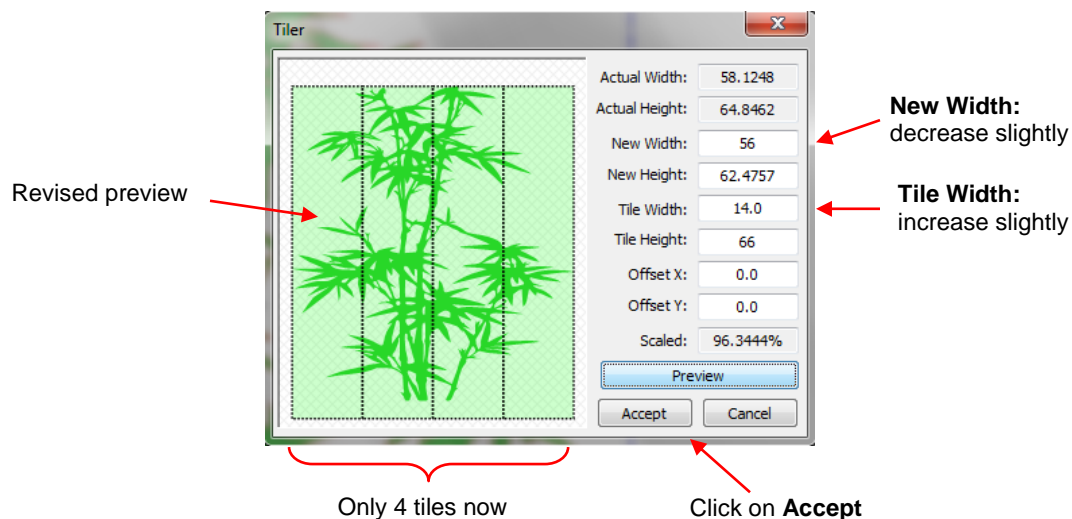 Tiler
Actual Width: 58.1248
Actual Height: 64.8462
New Width: 56
New Height: 62.4757
Tile Width: 14.0
Tile Height: 66
Offset X: 0.0
Offset Y: 0.0
Scaled: 96.3444%
Preview
Accept Cancel
New Width:
decrease slightly
Tile Width:
increase slightly
Revised preview
Only 4 tiles now
Click on Accept